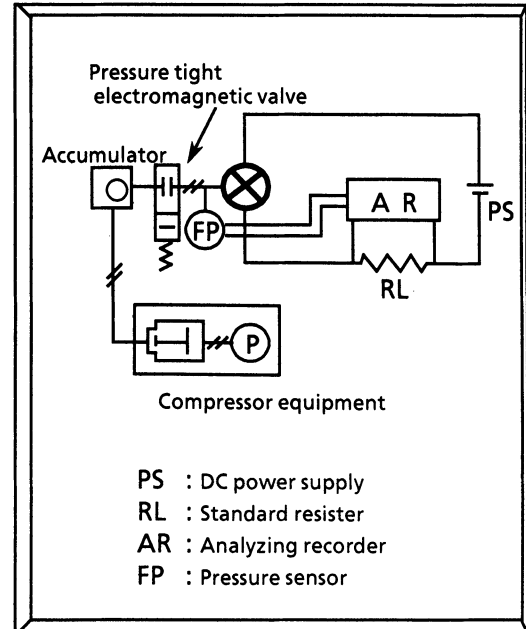 Pressure tight
electromagnetic valve
Accumulator
A R
PS
FP
RL
P
Compressor equipment
PS : DC power supply
RL : Standard resister
AR : Analyzing recorder
FP : Pressure sensor